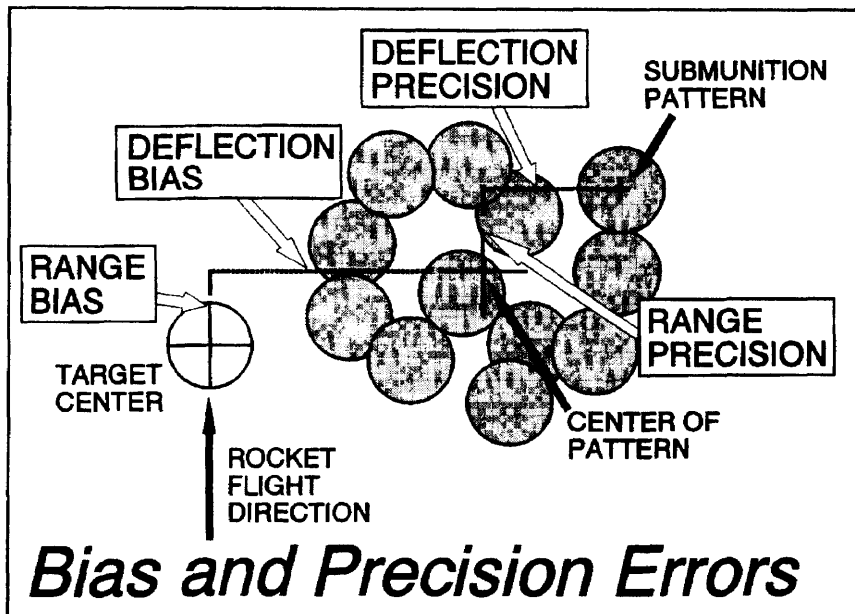 DEFLECTION
PRECISION
SUBMUNITION
PATTERN
DEFLECTION
BIAS
RANGE
BIAS
RANGE
PRECISION
TARGET
CENTER
CENTER OF
PATTERN
ROCKET
FLIGHT
DIRECTION
Bias and Precision Errors